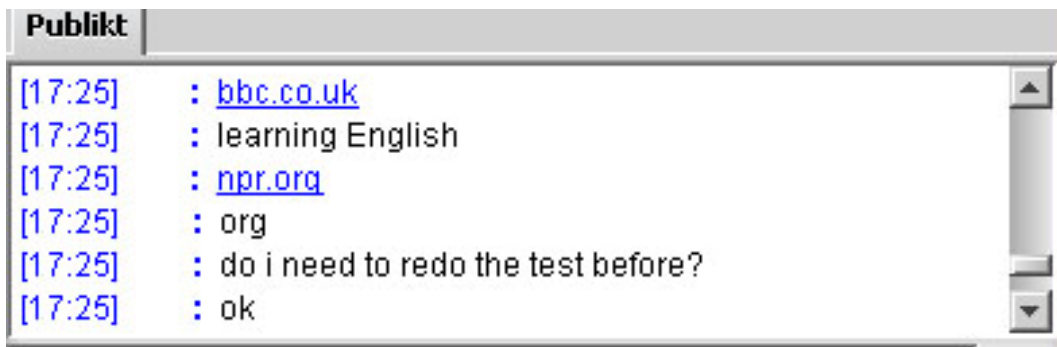 Publikt
[17:25] : bbc.co.uk
[17:25] : learning English
[17:25] : npr.org
[17:25] : org
[17:25] : do i need to redo the test before?
[17:25] : ok